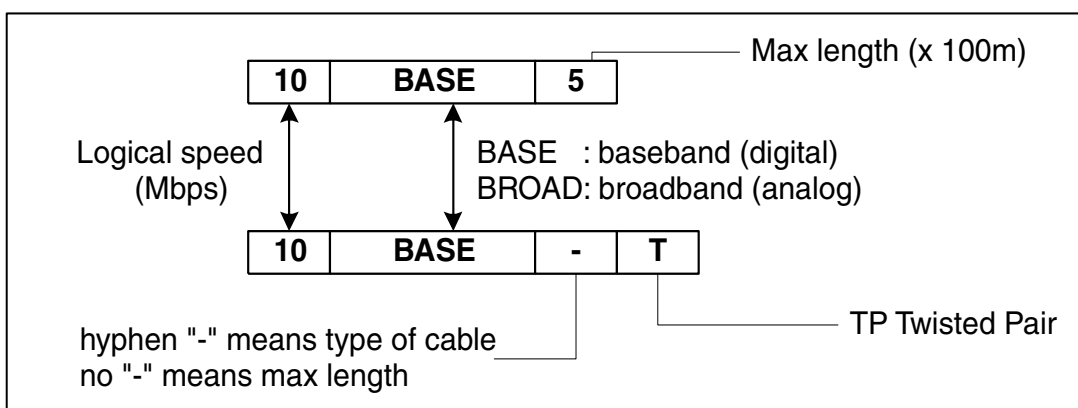 Max length (x 100m)
10 BASE 5
Logical speed
(Mbps)
BASE : baseband (digital)
BROAD: broadband (analog)
10 BASE - T
TP Twisted Pair
hyphen "-" means type of cable
no "-" means max length